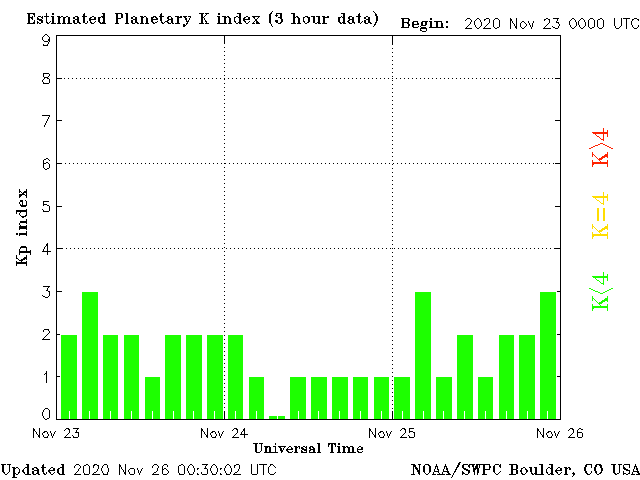 Estimated Planetary K index (3 hour data) Begin: 2020 Nov 23 0000 UTC
9
8
7
6
5
4
3
2
1
0
Kp index
K>4
K=4
K<4
Nov 23 Nov 24 Nov 25 Nov 26
Universal Time
Updated 2020 Nov 26 00:30:02 UTC NOAA/SWPC Boulder, CO USA